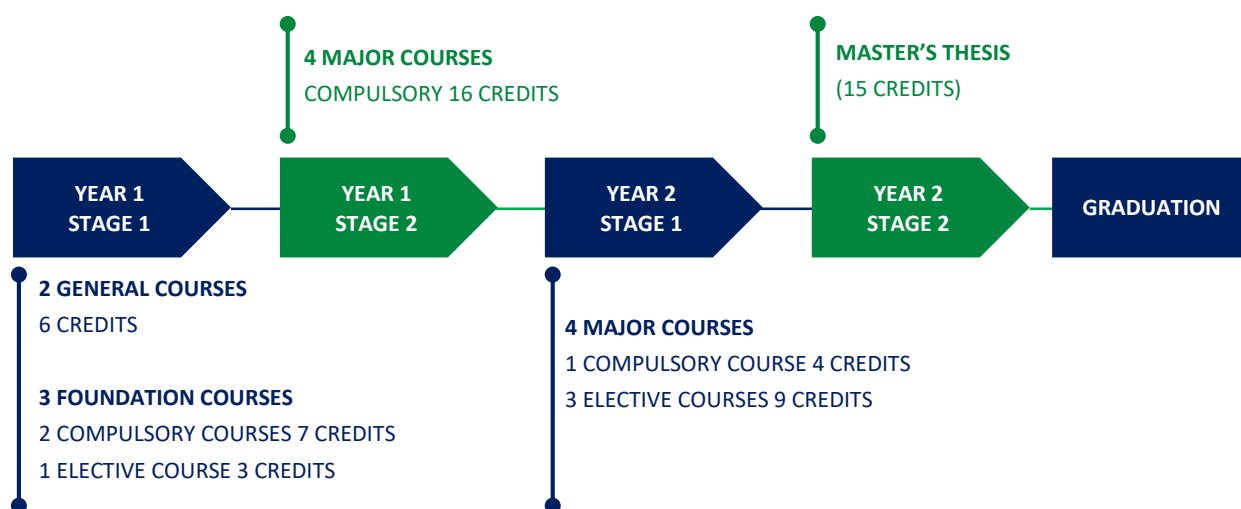 4 MAJOR COURSES
COMPULSORY 16 CREDITS
MASTER'S THESIS
(15 CREDITS)
YEAR 1
STAGE 1
YEAR 1
STAGE 2
YEAR 2
STAGE 1
YEAR 2
STAGE 2
GRADUATION
2 GENERAL COURSES
6 CREDITS
3 FOUNDATION COURSES
2 COMPULSORY COURSES 7 CREDITS
1 ELECTIVE COURSE 3 CREDITS
4 MAJOR COURSES
1 COMPULSORY COURSE 4 CREDITS
3 ELECTIVE COURSES 9 CREDITS